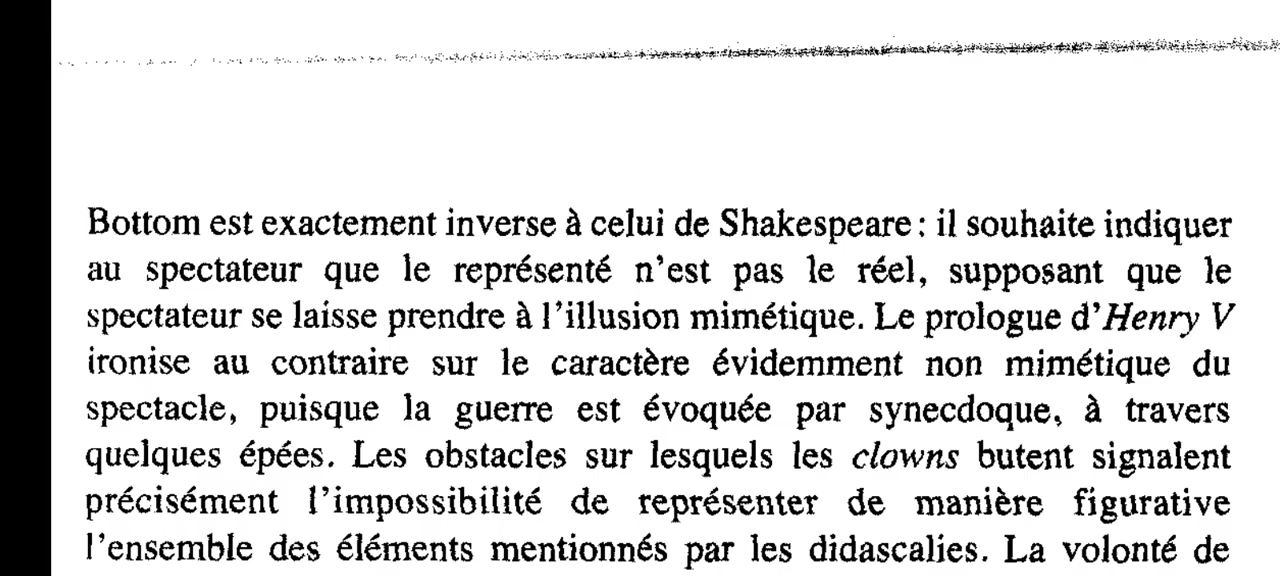 Bottom est exactement inverse à celui de Shakespeare : il souhaite indiquer
au spectateur que le représenté n'est pas le réel, supposant que le
spectateur se laisse prendre à l'illusion mimétique. Le prologue d'Henry V
ironise au contraire sur le caractère évidemment non mimétique du
spectacle, puisque la guerre est évoquée par synecdoque, à travers
quelques épées. Les obstacles sur lesquels les clowns butent signalent
précisément l'impossibilité de représenter de manière figurative
l'ensemble des éléments mentionnés par les didascalies. La volonté de